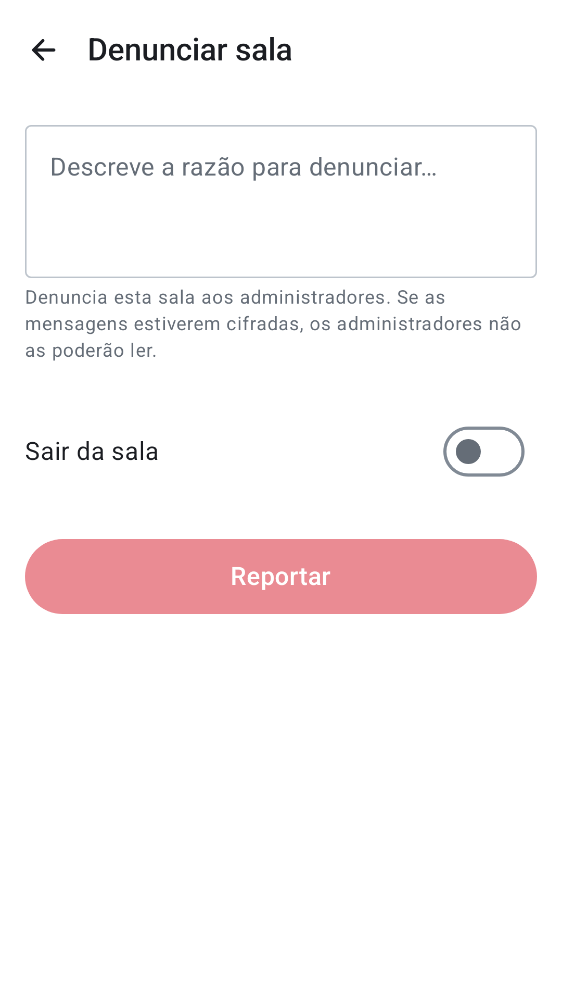 Denunciar sala
Descreve a razão para denunciar…
Denuncia esta sala aos administradores. Se as
mensagens estiverem cifradas, os administradores não
as poderão ler.
Sair da sala
Reportar